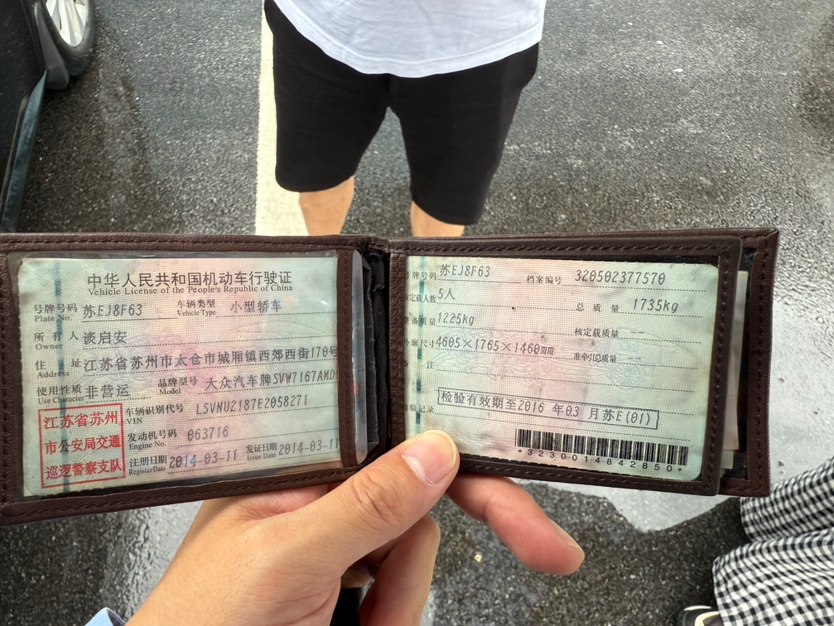 中华人民共和国机动车行驶证
Vehicle License of the People's Republic of China
号牌号码 苏EJ8F63 车辆类型 小型轿车
Plate No. Vehicle Type
所有人 谈启安
Owner
住址 江苏省苏州市太仓市城厢镇西郊西街170号
Address
使用性质 非营运 品牌型号 大众汽车牌SVW7167AMD
Use Character Model
江苏省苏州
市公安局交通
巡逻警察支队
车辆识别代号 LSVNU2187E2058271
VIN
发动机号码 063716
Engine No.
注册日期 2014-03-11 发证日期 2014-03-11
Register Date Issue Date
号牌号码 苏EJ8F63 档案编号 320502377570
核定载人数 5人 总质量 1735kg
整备质量 1225kg 核定载质量 --
外廓尺寸 4605×1765×1460mm 准牵引总质量 --
注
检验记录 检验有效期至2016年03月苏E(01)
*3230014842850*